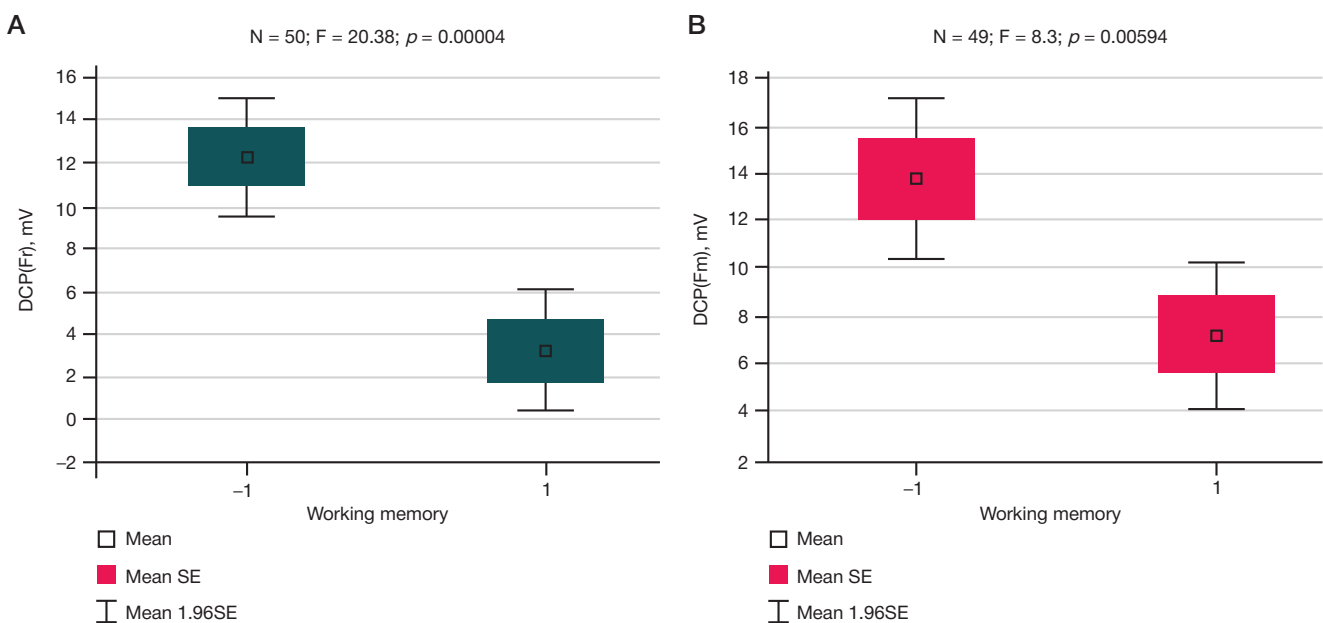 A
N = 50; F = 20.38; p = 0.00004
DCP(Fr), mV
16
14
12
10
8
6
4
2
0
–2
–1
1
Working memory
Mean
Mean SE
Mean 1.96SE
B
N = 49; F = 8.3; p = 0.00594
DCP(Fm), mV
18
16
14
12
10
8
6
4
2
–1
1
Working memory
Mean
Mean SE
Mean 1.96SE